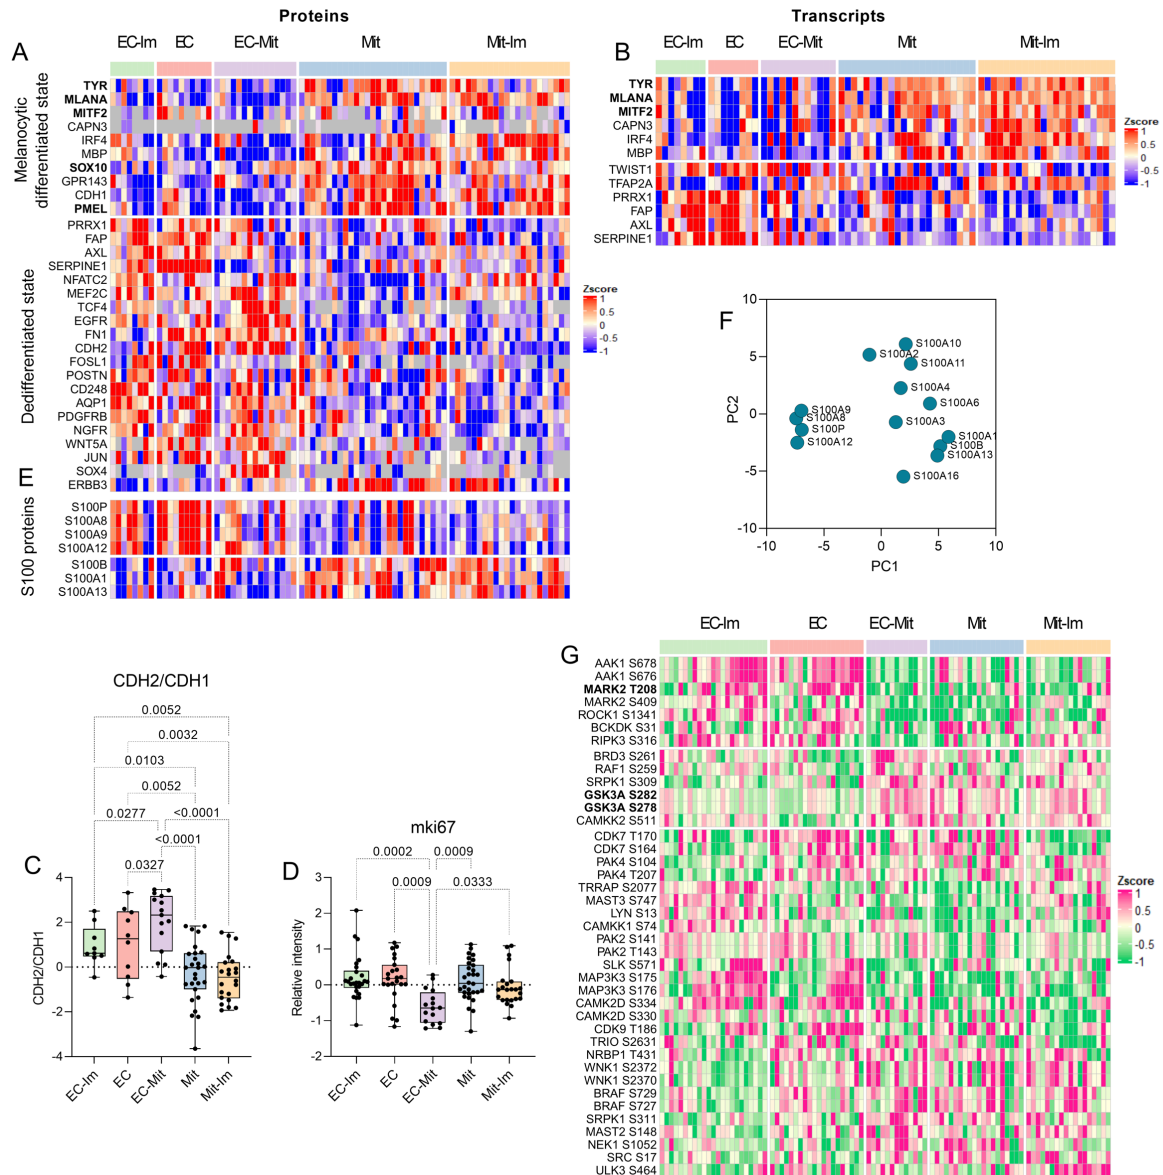 Proteins
Transcripts
A
EC-Im EC EC-Mit Mit Mit-Im
Melanocytic
differentiated state
TYR
MLANA
MITF2
CAPN3
IRF4
MBP
SOX10
GPR143
CDH1
PMEL
Dedifferentiated state
PRRX1
FAP
AXL
SERPINE1
NFATC2
MEF2C
TCF4
EGFR
FN1
CDH2
FOSL1
POSTN
CD248
AQP1
PDGFRB
NGFR
WNT5A
JUN
SOX4
ERBB3
Zscore
1
0.5
0
-0.5
-1
E
S100 proteins
S100P
S100A8
S100A9
S100A12
S100B
S100A1
S100A13
B
EC-Im EC EC-Mit Mit Mit-Im
TYR
MLANA
MITF2
CAPN3
IRF4
MBP
TWIST1
TFAP2A
PRRX1
FAP
AXL
SERPINE1
Zscore
1
0.5
0
-0.5
-1
F
10
5
0
-5
-10
PC2
S100A10
S100A2
S100A11
S100A4
S100A6
S100A9
S100A8
S100A3
S100P
S100A12
S100A1
S100B
S100A13
S100A16
-10 -5 0 5 10
PC1
C
CDH2/CDH1
0.0052
0.0032
0.0103
0.0052
0.0277
<0.0001
<0.0001
0.0327
4
2
0
-2
-4
CDH2/CDH1
EC-Im
EC
EC-Mit
Mit
Mit-Im
D
mki67
0.0002
0.0009
0.0009
0.0333
3
2
1
0
-1
-2
Relative Intensity
EC-Im
EC
EC-Mit
Mit
Mit-Im
G
EC-Im EC EC-Mit Mit Mit-Im
AAK1 S678
AAK1 S676
MARK2 T208
MARK2 S409
ROCK1 S1341
BCKDK S31
RIPK3 S316
BRD3 S261
RAF1 S259
SRPK1 S309
GSK3A S282
GSK3A S278
CAMKK2 S511
CDK7 T170
CDK7 S164
PAK4 S104
PAK4 T207
TRRAP S2077
MAST3 S747
LYN S13
CAMKK1 S74
PAK2 S141
PAK2 T143
SLK S571
MAP3K3 S175
MAP3K3 S176
CAMK2D S334
CAMK2D S330
CDK9 T186
TRIO S2631
NRBP1 T431
WNK1 S2372
WNK1 S2370
BRAF S729
BRAF S727
SRPK1 S311
MAST2 S148
NEK1 S1052
SRC S17
ULK3 S464
Zscore
1
0.5
0
-0.5
-1